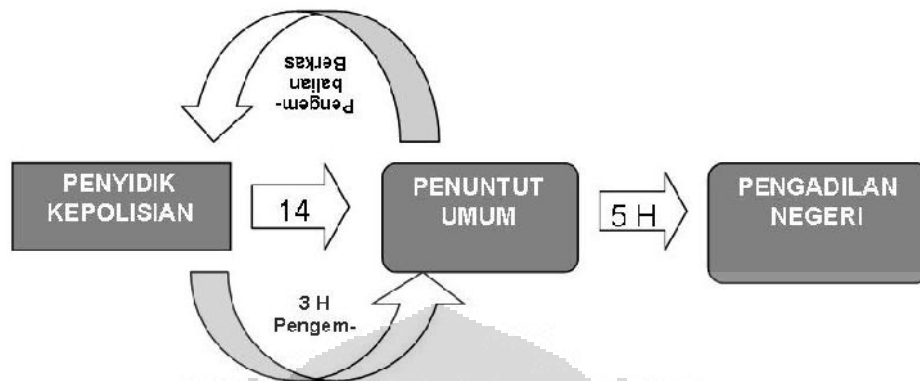 Pengem-
balian
Berkas
PENYIDIK
KEPOLISIAN
14
PENUNTUT
UMUM
5 H
PENGADILAN
NEGERI
3 H
Pengem-